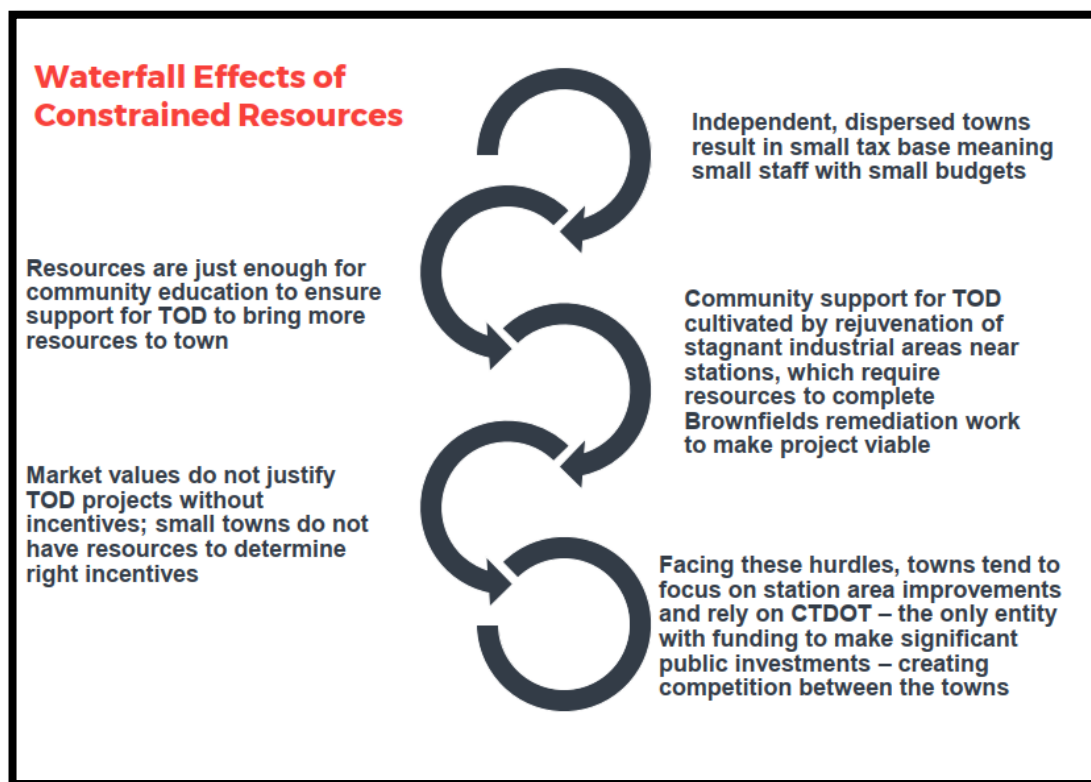 Waterfall Effects of
Constrained Resources
Independent, dispersed towns
result in small tax base meaning
small staff with small budgets
Resources are just enough for
community education to ensure
support for TOD to bring more
resources to town
Community support for TOD
cultivated by rejuvenation of
stagnant industrial areas near
stations, which require
resources to complete
Brownfields remediation work
to make project viable
Market values do not justify
TOD projects without
incentives; small towns do not
have resources to determine
right incentives
Facing these hurdles, towns tend to
focus on station area improvements
and rely on CTDOT – the only entity
with funding to make significant
public investments – creating
competition between the towns